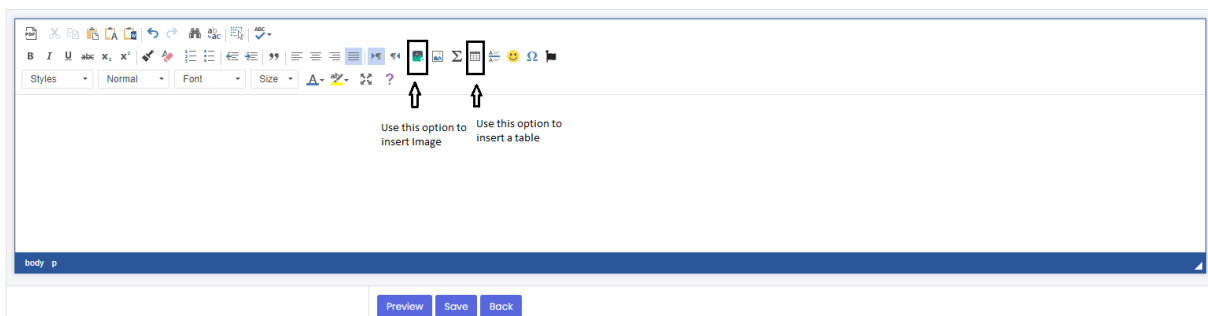 Styles Normal Font Size
Use this option to
insert Image
Use this option to
insert a table
body p
Preview Save Back